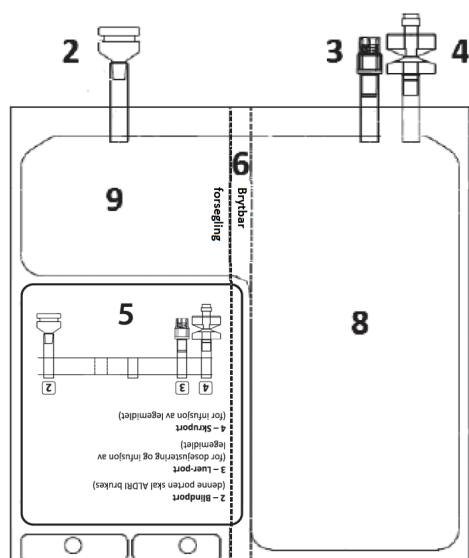 2
3
4
6
Brytbar
forsegling
9
5
8
2 – Blindport
(denne porten skal ALDRI brukes)
3 – Luer-port
(for dosejustering og infusjon av
legemidlet)
4 – Skruport
(for infusjon av legemidlet)
4 3 2